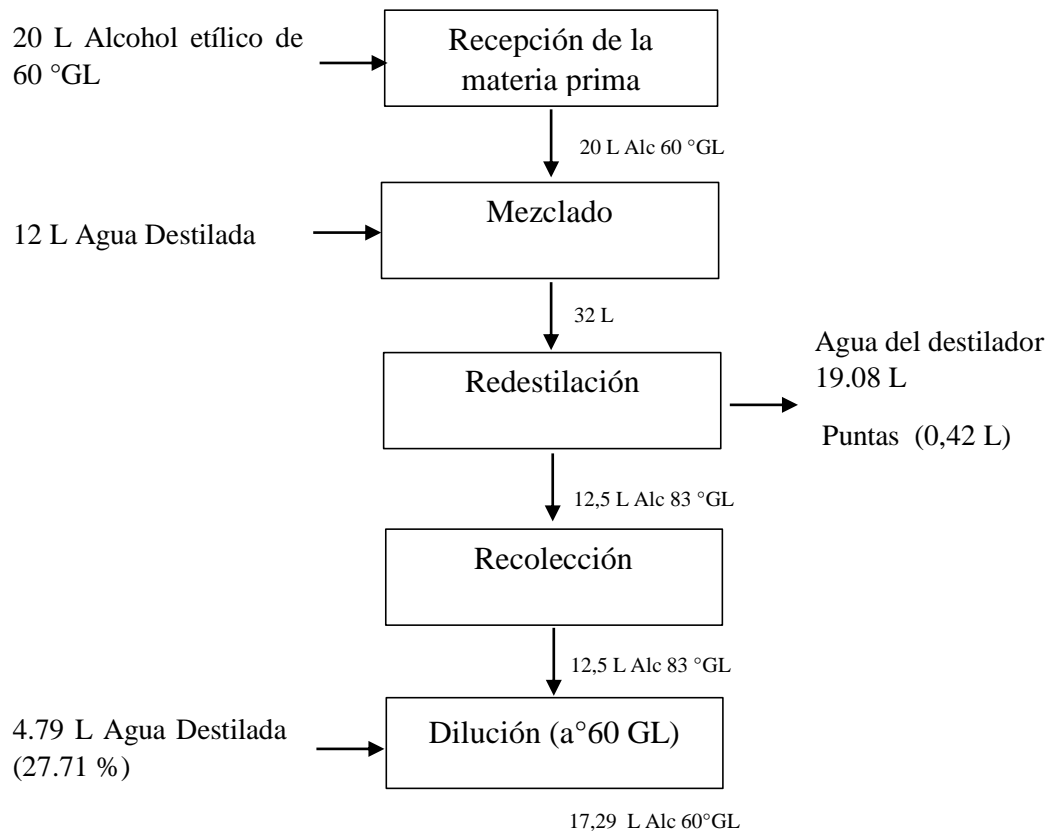 20 L Alcohol etílico de
60 °GL
Recepción de la
materia prima
20 L Alc 60 °GL
Mezclado
12 L Agua Destilada
32 L
Redestilación
Agua del destilador
19.08 L
Puntas (0,42 L)
12,5 L Alc 83 °GL
Recolección
12,5 L Alc 83 °GL
4.79 L Agua Destilada
(27.71 %)
Dilución (a°60 GL)
17,29 L Alc 60°GL